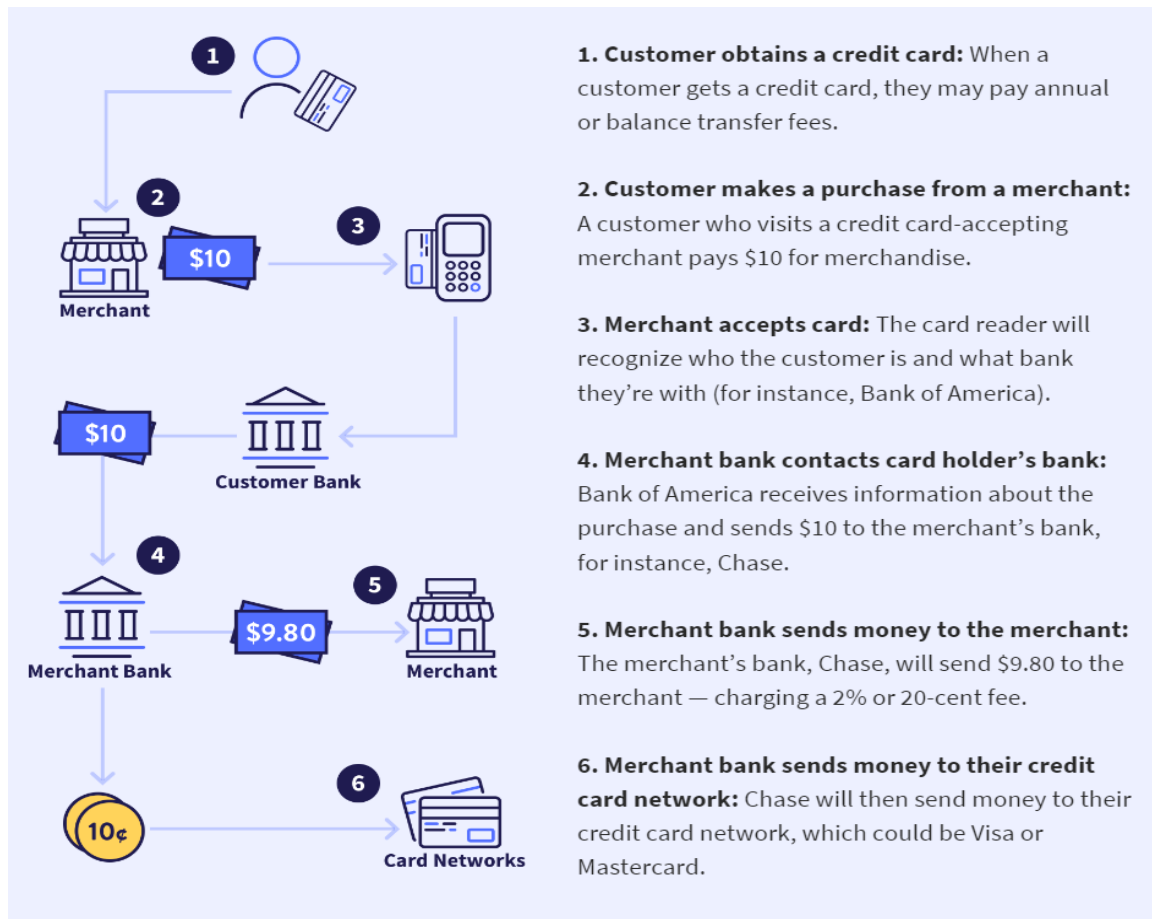 1
2
$10
Merchant
3
$10
Customer Bank
4
Merchant Bank
$9.80
5
Merchant
10¢
6
Card Networks
1. Customer obtains a credit card: When a
customer gets a credit card, they may pay annual
or balance transfer fees.
2. Customer makes a purchase from a merchant:
A customer who visits a credit card-accepting
merchant pays $10 for merchandise.
3. Merchant accepts card: The card reader will
recognize who the customer is and what bank
they’re with (for instance, Bank of America).
4. Merchant bank contacts card holder’s bank:
Bank of America receives information about the
purchase and sends $10 to the merchant’s bank,
for instance, Chase.
5. Merchant bank sends money to the merchant:
The merchant’s bank, Chase, will send $9.80 to the
merchant — charging a 2% or 20-cent fee.
6. Merchant bank sends money to their credit
card network: Chase will then send money to their
credit card network, which could be Visa or
Mastercard.